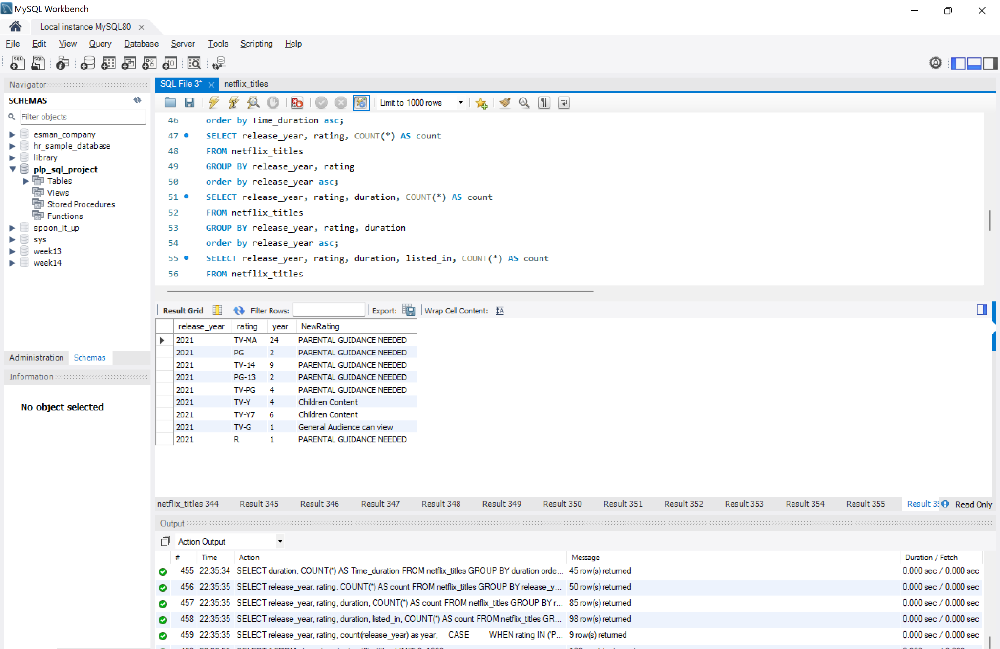 MySQL Workbench
Local instance MySQL80
File Edit View Query Database Server Tools Scripting Help
Navigator
SCHEMAS
Filter objects
esman_company
hr_sample_database
library
plp_sql_project
Tables
Views
Stored Procedures
Functions
spoon_it_up
sys
week13
week14
Administration Schemas
Information
No object selected
SQL File 3* netflix_titles
Limit to 1000 rows
46 order by Time_duration asc;
47 SELECT release_year, rating, COUNT(*) AS count
48 FROM netflix_titles
49 GROUP BY release_year, rating
50 order by release_year asc;
51 SELECT release_year, rating, duration, COUNT(*) AS count
52 FROM netflix_titles
53 GROUP BY release_year, rating, duration
54 order by release_year asc;
55 SELECT release_year, rating, duration, listed_in, COUNT(*) AS count
56 FROM netflix_titles
Result Grid Filter Rows: Export: Wrap Cell Content:
release_year rating year NewRating
2021 TV-MA 24 PARENTAL GUIDANCE NEEDED
2021 PG 2 PARENTAL GUIDANCE NEEDED
2021 TV-14 9 PARENTAL GUIDANCE NEEDED
2021 PG-13 2 PARENTAL GUIDANCE NEEDED
2021 TV-PG 4 PARENTAL GUIDANCE NEEDED
2021 TV-Y 4 Children Content
2021 TV-Y7 6 Children Content
2021 TV-G 1 General Audience can view
2021 R 1 PARENTAL GUIDANCE NEEDED
netflix_titles 344 Result 345 Result 346 Result 347 Result 348 Result 349 Result 350 Result 351 Result 352 Result 353 Result 354 Result 355 Result 35 Read Only
Output
Action Output
# Time Action Message Duration / Fetch
455 22:35:34 SELECT duration, COUNT(*) AS Time_duration FROM netflix_titles GROUP BY duration orde... 45 row(s) returned 0.000 sec / 0.000 sec
456 22:35:35 SELECT release_year, rating, COUNT(*) AS count FROM netflix_titles GROUP BY release_y... 50 row(s) returned 0.000 sec / 0.000 sec
457 22:35:35 SELECT release_year, rating, duration, COUNT(*) AS count FROM netflix_titles GROUP BY r... 85 row(s) returned 0.000 sec / 0.000 sec
458 22:35:35 SELECT release_year, rating, duration, listed_in, COUNT(*) AS count FROM netflix_titles GR... 98 row(s) returned 0.000 sec / 0.000 sec
459 22:35:35 SELECT release_year, rating, count(release_year) as year, CASE WHEN rating IN ('P... 9 row(s) returned 0.000 sec / 0.000 sec